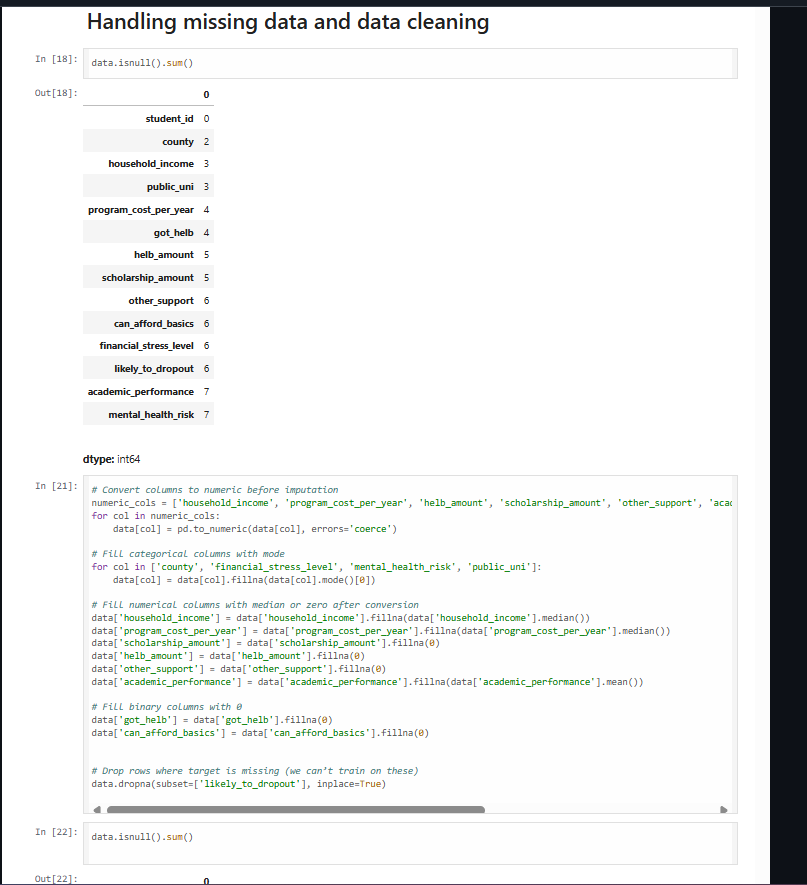 Handling missing data and data cleaning
In [18]:
data.isnull().sum()
Out[18]:
0
student_id 0
county 2
household_income 3
public_uni 3
program_cost_per_year 4
got_helb 4
helb_amount 5
scholarship_amount 5
other_support 6
can_afford_basics 6
financial_stress_level 6
likely_to_dropout 6
academic_performance 7
mental_health_risk 7
dtype: int64
In [21]:
# Convert columns to numeric before imputation
numeric_cols = ['household_income', 'program_cost_per_year', 'helb_amount', 'scholarship_amount', 'other_support', 'acad
for col in numeric_cols:
    data[col] = pd.to_numeric(data[col], errors='coerce')
# Fill categorical columns with mode
for col in ['county', 'financial_stress_level', 'mental_health_risk', 'public_uni']:
    data[col] = data[col].fillna(data[col].mode()[0])
# Fill numerical columns with median or zero after conversion
data['household_income'] = data['household_income'].fillna(data['household_income'].median())
data['program_cost_per_year'] = data['program_cost_per_year'].fillna(data['program_cost_per_year'].median())
data['scholarship_amount'] = data['scholarship_amount'].fillna(0)
data['helb_amount'] = data['helb_amount'].fillna(0)
data['other_support'] = data['other_support'].fillna(0)
data['academic_performance'] = data['academic_performance'].fillna(data['academic_performance'].mean())
# Fill binary columns with 0
data['got_helb'] = data['got_helb'].fillna(0)
data['can_afford_basics'] = data['can_afford_basics'].fillna(0)
# Drop rows where target is missing (we can’t train on these)
data.dropna(subset=['likely_to_dropout'], inplace=True)
In [22]:
data.isnull().sum()
Out[22]:
0